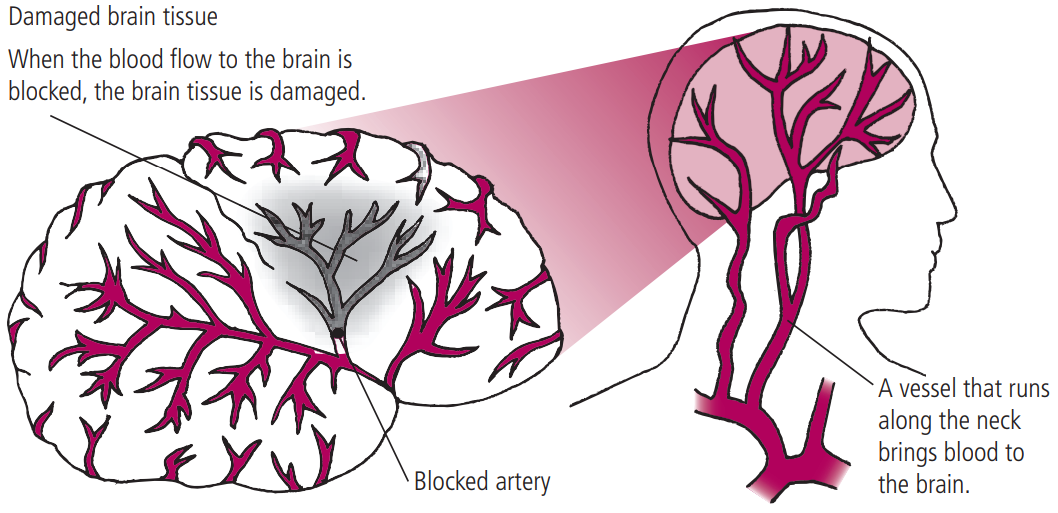 Damaged brain tissue
When the blood flow to the brain is
blocked, the brain tissue is damaged.
Blocked artery
A vessel that runs
along the neck
brings blood to
the brain.